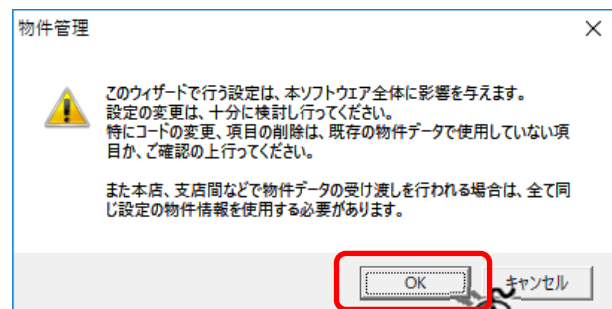 物件管理
このウィザードで行う設定は、本ソフトウエア全体に影響を与えます。
設定の変更は、十分に検討し行ってください。
特にコードの変更、項目の削除は、既存の物件データで使用していない項
目か、ご確認の上行ってください。
また本店、支店間などで物件データの受け渡しを行われる場合は、全て同
じ設定の物件情報を使用する必要があります。
OK
キャンセル